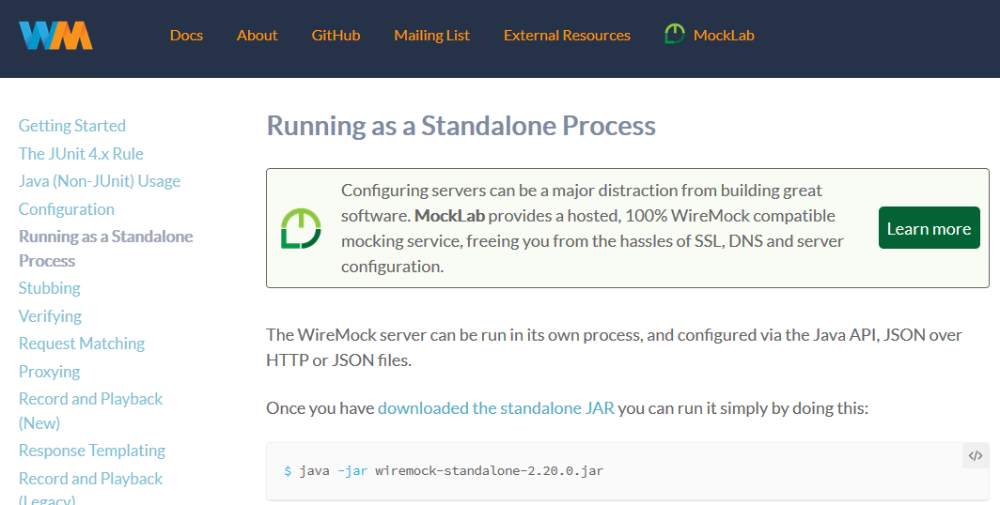 WM
Docs
About
GitHub
Mailing List
External Resources
MockLab
Getting Started
The JUnit 4.x Rule
Java (Non-JUnit) Usage
Configuration
Running as a Standalone
Process
Stubbing
Verifying
Request Matching
Proxying
Record and Playback
(New)
Response Templating
Record and Playback
(Legacy)
Running as a Standalone Process
Configuring servers can be a major distraction from building great
software. MockLab provides a hosted, 100% WireMock compatible
mocking service, freeing you from the hassles of SSL, DNS and server
configuration.
Learn more
The WireMock server can be run in its own process, and configured via the Java API, JSON over
HTTP or JSON files.
Once you have downloaded the standalone JAR you can run it simply by doing this:
</>
$ java -jar wiremock-standalone-2.20.0.jar